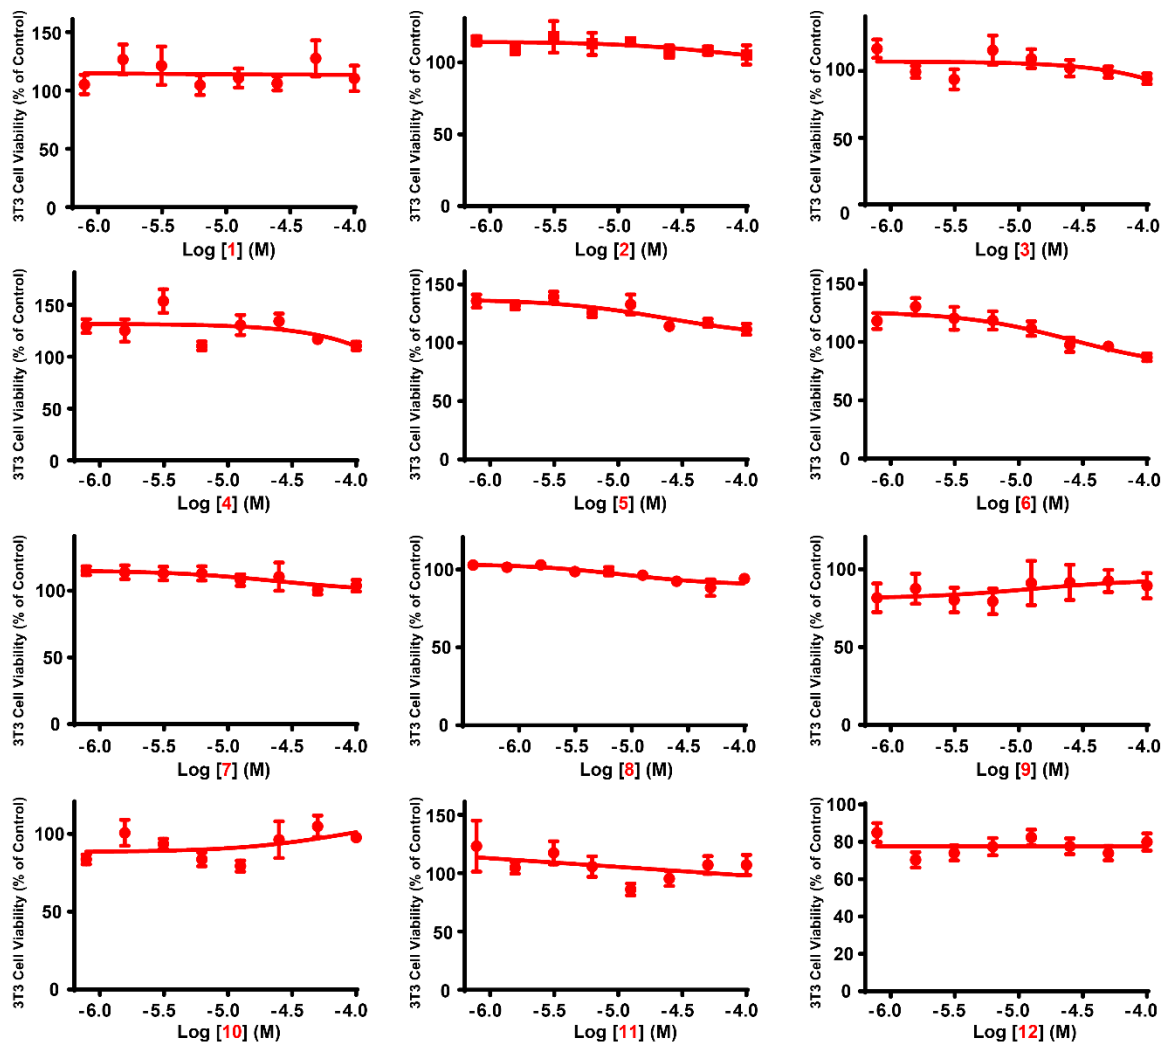 3T3 Cell Viability (% of Control)
150
100
50
0
-6.0 -5.5 -5.0 -4.5 -4.0
Log [1] (M)
3T3 Cell Viability (% of Control)
100
50
0
-6.0 -5.5 -5.0 -4.5 -4.0
Log [2] (M)
3T3 Cell Viability (% of Control)
100
50
0
-6.0 -5.5 -5.0 -4.5 -4.0
Log [3] (M)
3T3 Cell Viability (% of Control)
150
100
50
0
-6.0 -5.5 -5.0 -4.5 -4.0
Log [4] (M)
3T3 Cell Viability (% of Control)
150
100
50
0
-6.0 -5.5 -5.0 -4.5 -4.0
Log [5] (M)
3T3 Cell Viability (% of Control)
150
100
50
0
-6.0 -5.5 -5.0 -4.5 -4.0
Log [6] (M)
3T3 Cell Viability (% of Control)
100
50
0
-6.0 -5.5 -5.0 -4.5 -4.0
Log [7] (M)
3T3 Cell Viability (% of Control)
100
50
0
-6.0 -5.5 -5.0 -4.5 -4.0
Log [8] (M)
3T3 Cell Viability (% of Control)
100
50
0
-6.0 -5.5 -5.0 -4.5 -4.0
Log [9] (M)
3T3 Cell Viability (% of Control)
100
50
0
-6.0 -5.5 -5.0 -4.5 -4.0
Log [10] (M)
3T3 Cell Viability (% of Control)
150
100
50
0
-6.0 -5.5 -5.0 -4.5 -4.0
Log [11] (M)
3T3 Cell Viability (% of Control)
100
80
60
40
20
0
-6.0 -5.5 -5.0 -4.5 -4.0
Log [12] (M)